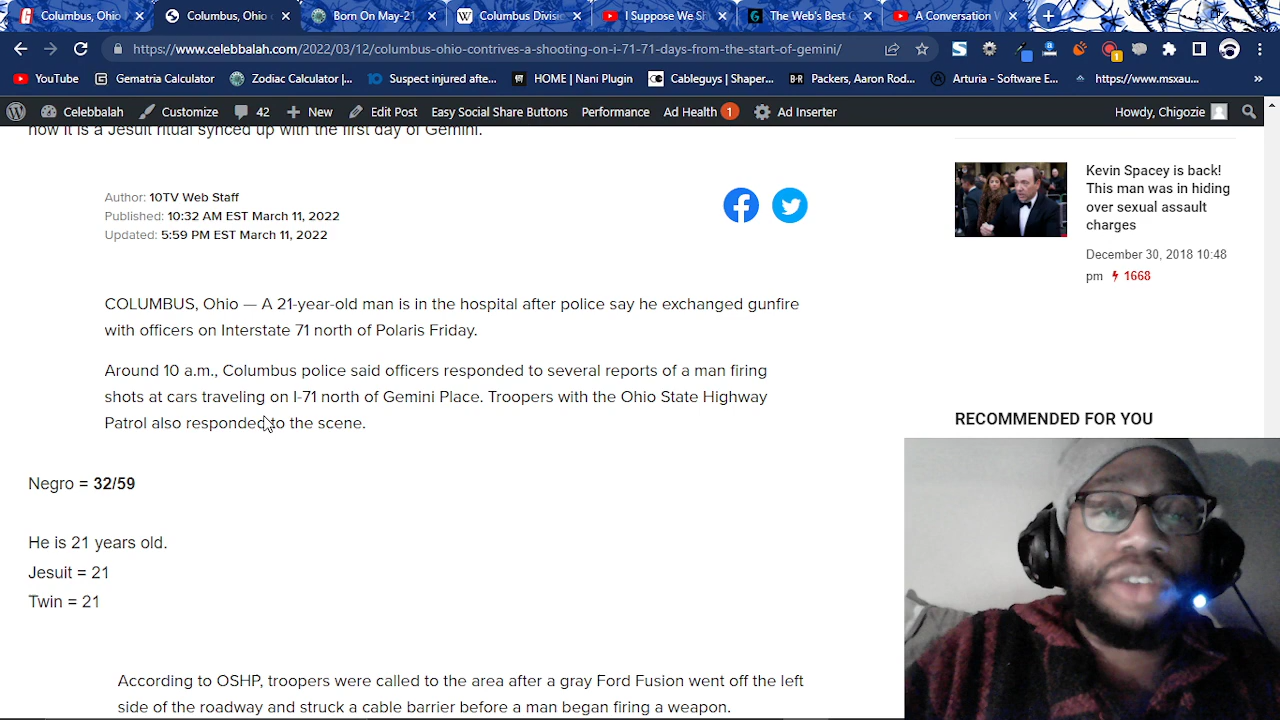 Columbus, Ohio
Columbus, Ohio
Born On May-21
Columbus Divisi
I Suppose We Sh
The Web's Best
A Conversation
https://www.celebbalah.com/2022/03/12/columbus-ohio-contrives-a-shooting-on-i-71-71-days-from-the-start-of-gemini/
YouTube
Gematria Calculator
Zodiac Calculator |...
Suspect injured afte...
HOME | Nani Plugin
Cableguys | Shaper...
Packers, Aaron Rod...
Arturia - Software E...
https://www.msxau...
»
Celebbalah
Customize
42
New
Edit Post
Easy Social Share Buttons
Performance
Ad Health 1
Ad Inserter
Howdy, Chigozie
now it is a Jesuit ritual synced up with the first day of Gemini.
Author: 10TV Web Staff
Published: 10:32 AM EST March 11, 2022
Updated: 5:59 PM EST March 11, 2022
COLUMBUS, Ohio — A 21-year-old man is in the hospital after police say he exchanged gunfire
with officers on Interstate 71 north of Polaris Friday.
Around 10 a.m., Columbus police said officers responded to several reports of a man firing
shots at cars traveling on I-71 north of Gemini Place. Troopers with the Ohio State Highway
Patrol also responded to the scene.
Negro = 32/59
He is 21 years old.
Jesuit = 21
Twin = 21
According to OSHP, troopers were called to the area after a gray Ford Fusion went off the left
side of the roadway and struck a cable barrier before a man began firing a weapon.
Kevin Spacey is back!
This man was in hiding
over sexual assault
charges
December 30, 2018 10:48
pm 1668
RECOMMENDED FOR YOU